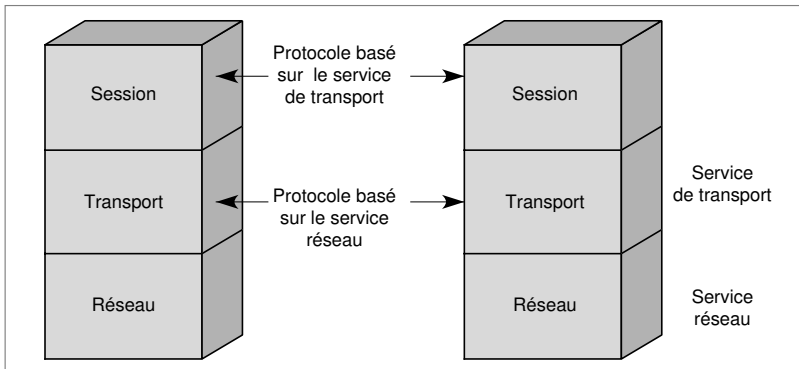 Session
Protocole basé
sur le service
de transport
Session
Transport
Protocole basé
sur le service
réseau
Transport
Service
de transport
Réseau
Réseau
Service
réseau